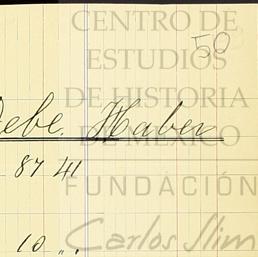 CENTRO DE
ESTUDIOS
50
DE HISTORIA
Debe. Haber
DE MÉXICO
87 41
FUNDACIÓN
10 „ .
Carlos Slim